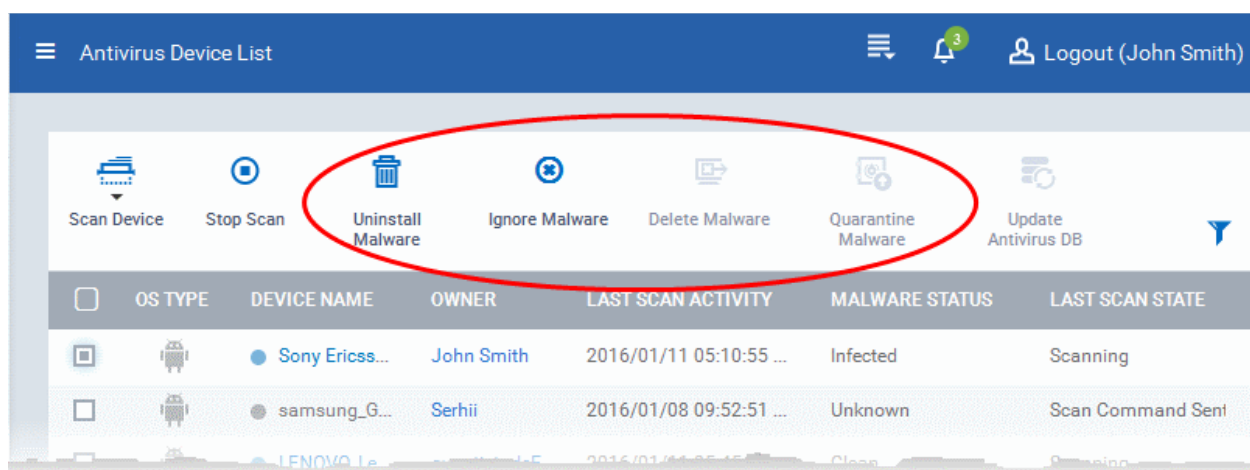 Antivirus Device List
3
Logout (John Smith)
Scan Device
Stop Scan
Uninstall
Malware
Ignore Malware
Delete Malware
Quarantine
Malware
Update
Antivirus DB
OS TYPE DEVICE NAME OWNER LAST SCAN ACTIVITY MALWARE STATUS LAST SCAN STATE
Sony Ericss... John Smith 2016/01/11 05:10:55 ... Infected Scanning
samsung_G... Serhii 2016/01/08 09:52:51 ... Unknown Scan Command Sent
LENOVO Le Clean